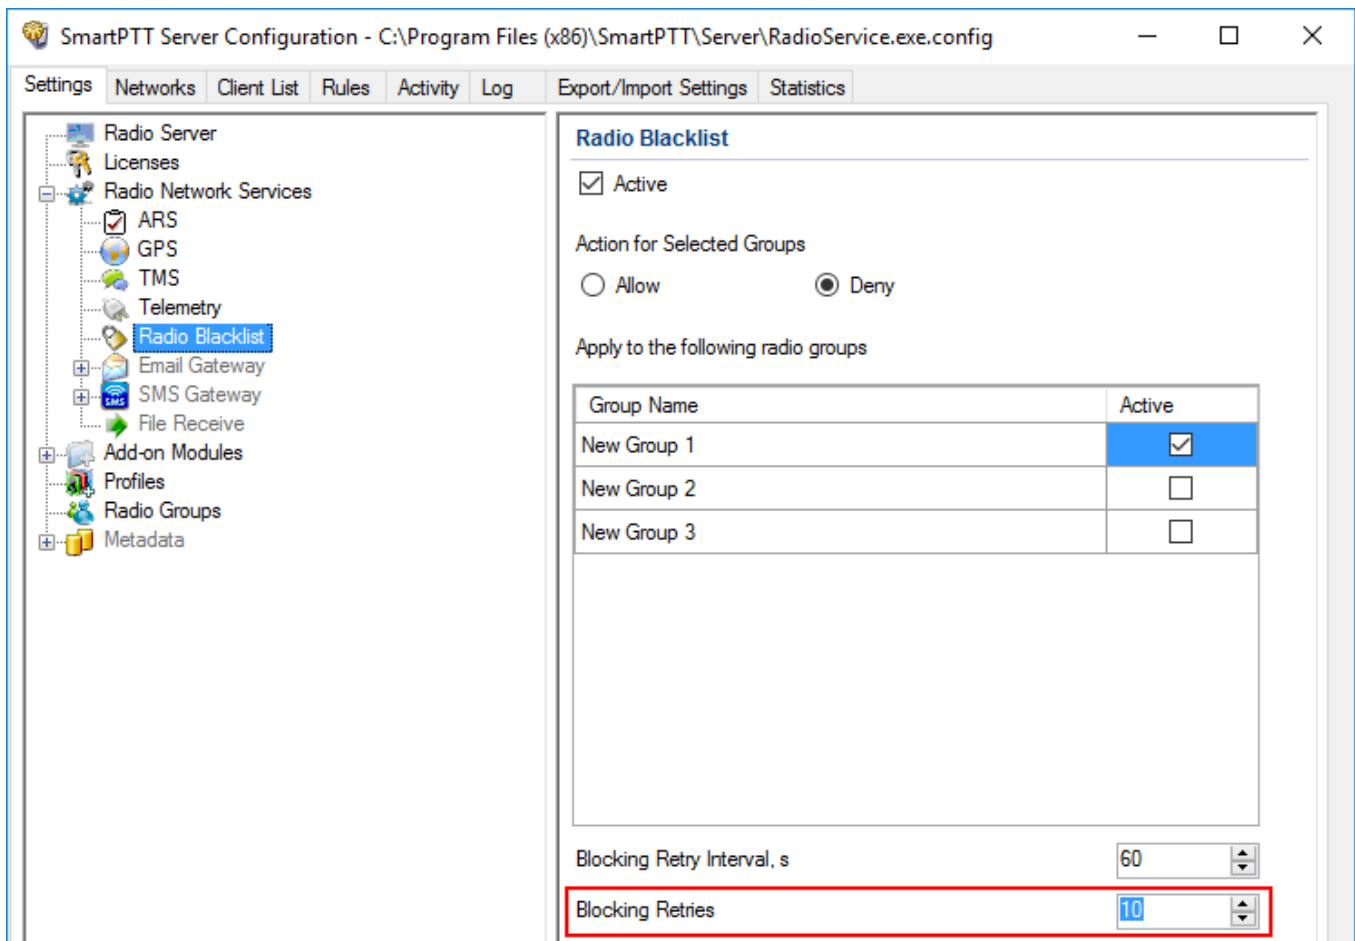 SmartPTT Server Configuration - C:\Program Files (x86)\SmartPTT\Server\RadioService.exe.config
Settings Networks Client List Rules Activity Log Export/Import Settings Statistics
Radio Server
Licenses
Radio Network Services
ARS
GPS
TMS
Telemetry
Radio Blacklist
Email Gateway
SMS
SMS Gateway
File Receive
Add-on Modules
Profiles
Radio Groups
Metadata
Radio Blacklist
Active
Action for Selected Groups
Allow Deny
Apply to the following radio groups
Group Name Active
New Group 1
New Group 2
New Group 3
Blocking Retry Interval, s 60
Blocking Retries 10